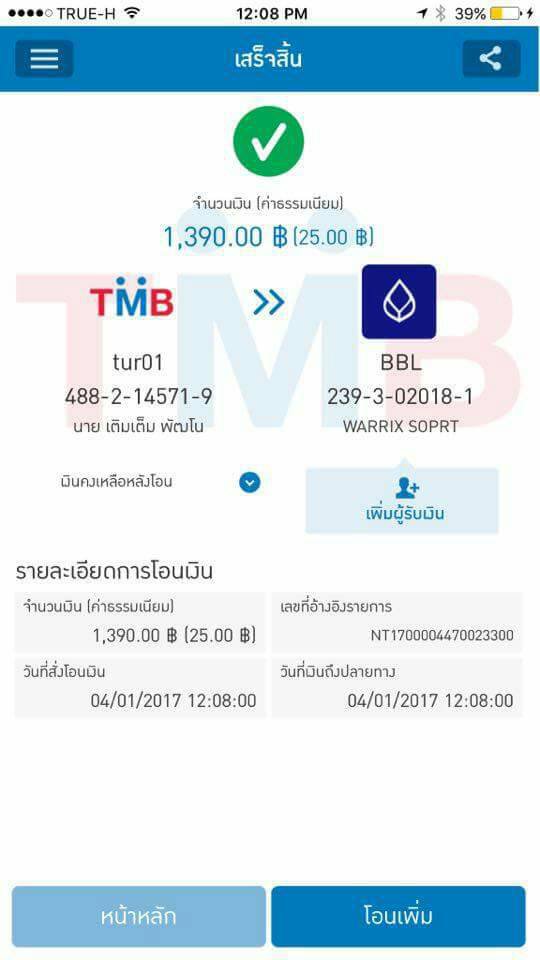 TRUE-H 12:08 PM 39%
เสร็จสิ้น
จำนวนเงิน (ค่าธรรมเนียม)
1,390.00 ฿ (25.00 ฿)
TMB
TMB
tur01 BBL
488-2-14571-9 239-3-02018-1
นาย เติมเต็ม พัฒโน WARRIX SOPRT
เงินคงเหลือหลังโอน
เพิ่มผู้รับเงิน
รายละเอียดการโอนเงิน
จำนวนเงิน (ค่าธรรมเนียม) เลขที่อ้างอิงรายการ
1,390.00 ฿ (25.00 ฿) NT1700004470023300
วันที่สั่งโอนเงิน วันที่เงินถึงปลายทาง
04/01/2017 12:08:00 04/01/2017 12:08:00
หน้าหลัก โอนเพิ่ม